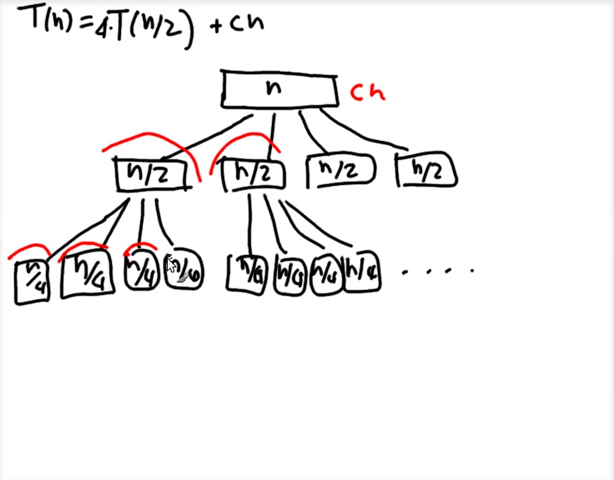 T(n) = 4·T(n/2) + cn
n cn
n/2 n/2 n/2 n/2
n/4 n/4 n/4 n/4 n/4 n/4 n/4 ....